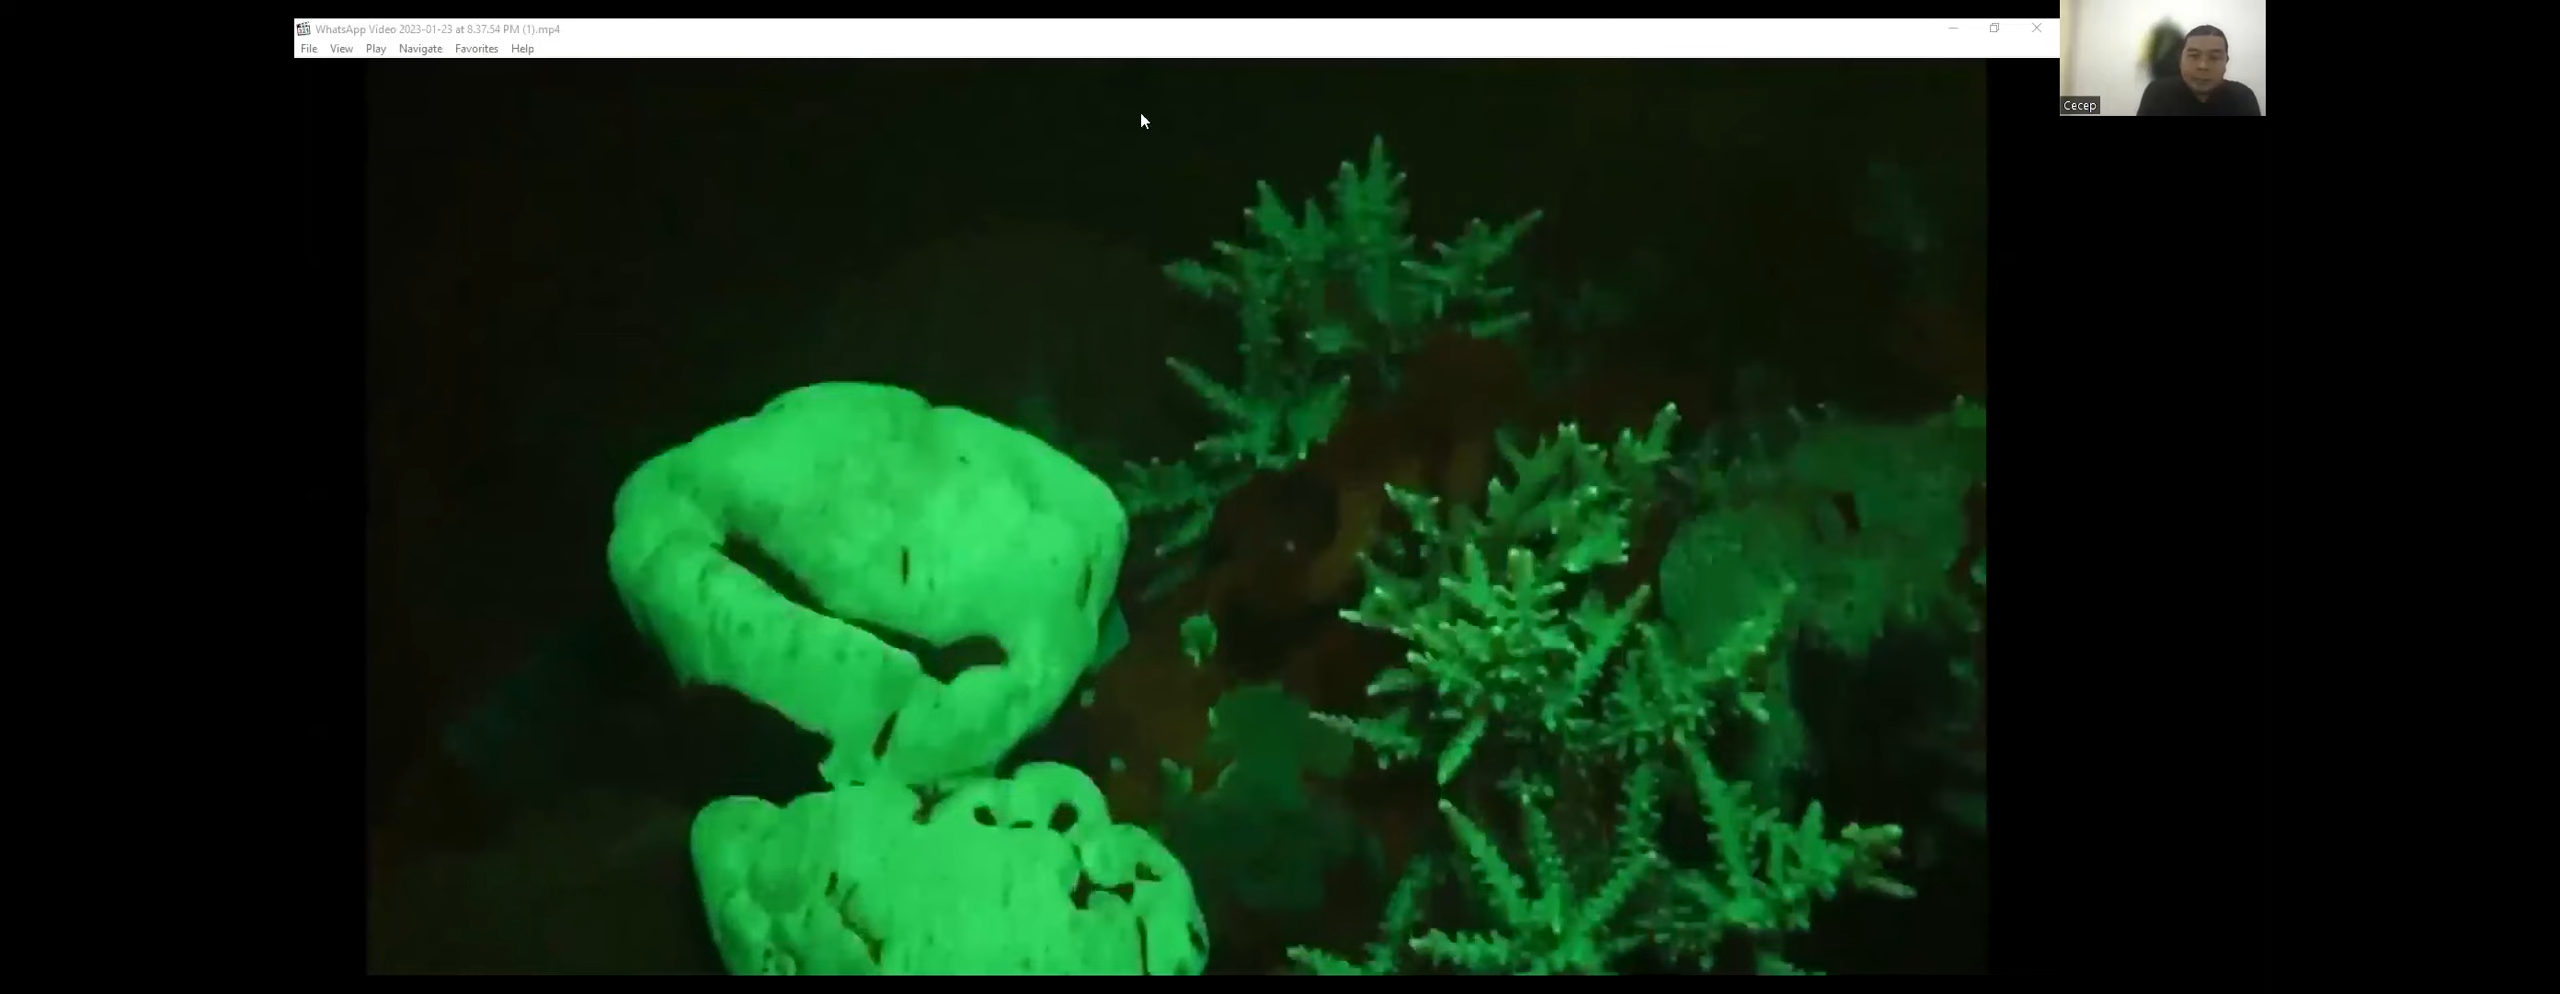 WhatsApp Video 2023-01-23 at 8.37.54 PM (1).mp4
File View Play Navigate Favorites Help
Cecep